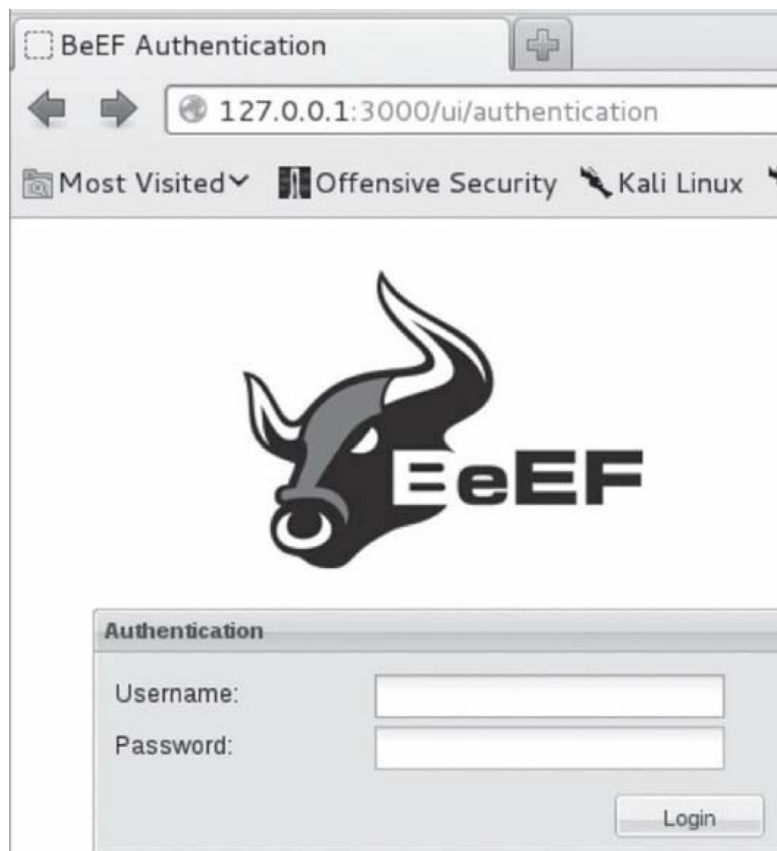 BeEF Authentication
127.0.0.1:3000/ui/authentication
Most Visited Offensive Security Kali Linux
BeEF
Authentication
Username:
Password:
Login